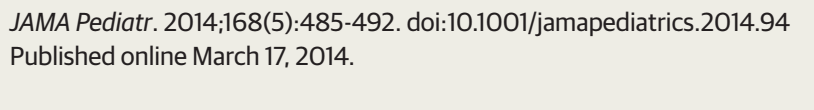 JAMA Pediatr. 2014;168(5):485-492. doi:10.1001/jamapediatrics.2014.94
Published online March 17, 2014.